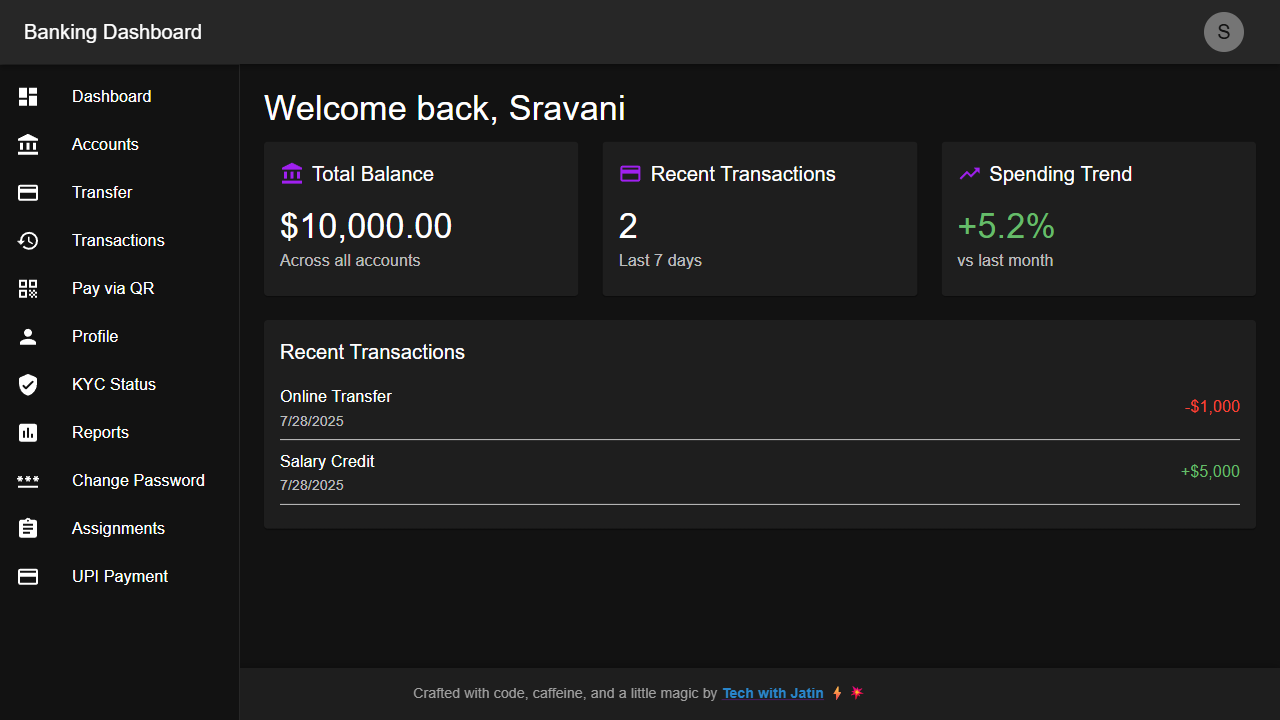 Banking Dashboard
S
Dashboard
Accounts
Transfer
Transactions
Pay via QR
Profile
KYC Status
Reports
Change Password
Assignments
UPI Payment
Welcome back, Sravani
Total Balance
$10,000.00
Across all accounts
Recent Transactions
2
Last 7 days
Spending Trend
+5.2%
vs last month
Recent Transactions
Online Transfer
7/28/2025
-$1,000
Salary Credit
7/28/2025
+$5,000
Crafted with code, caffeine, and a little magic by Tech with Jatin ⚡ 💥